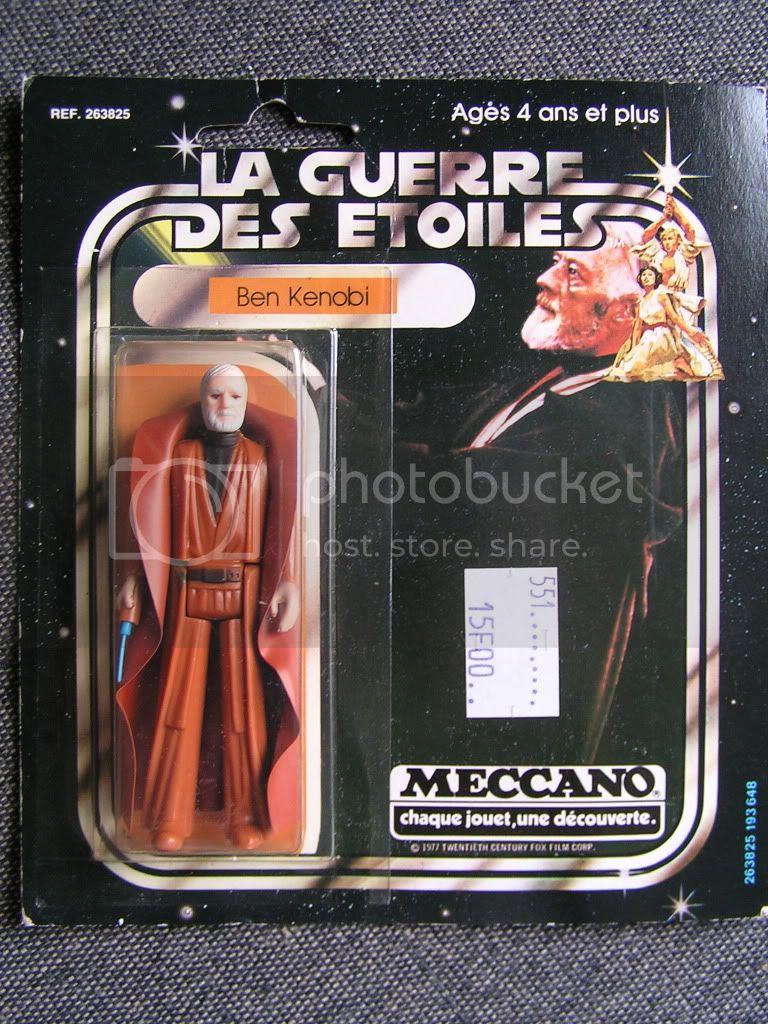 REF. 263825
Agés 4 ans et plus
LA GUERRE
DES ETOILES
TM
Ben Kenobi
photobucket
host. store. share.
551.........
15F00..
MECCANO
chaque jouet, une découverte.
© 1977 TWENTIETH CENTURY FOX FILM CORP.
263825 193648